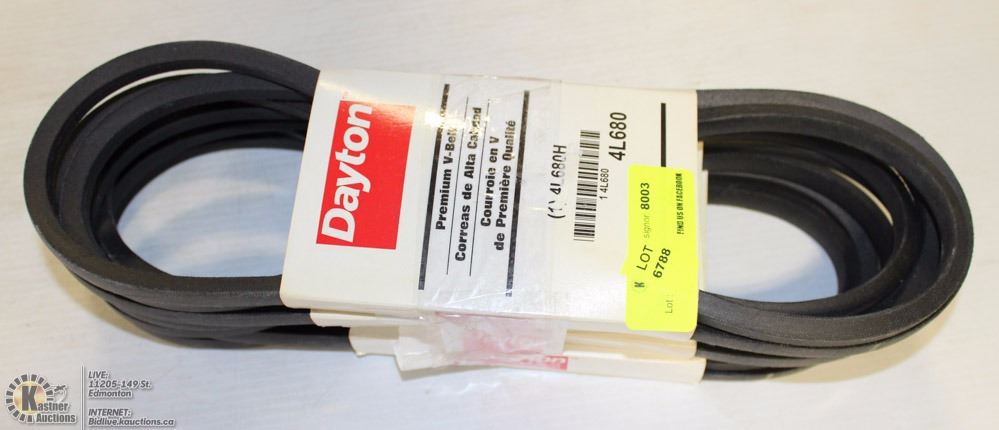 Dayton
Premium V-Belt
Correas de Alta Calidad
Courroie en V
de Première Qualité
(1) 4L680H
1 4L680
4L680
K LOT signor: 8003
Lot: 6788
FIND US ON FACEBOOK
K
Kastner
Auctions
LIVE:
11205-149 St.
Edmonton
INTERNET:
Bidlive.kauctions.ca